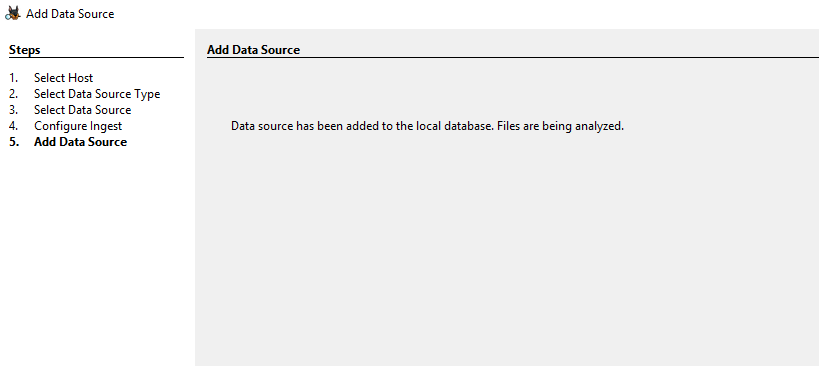 Add Data Source
Steps
1. Select Host
2. Select Data Source Type
3. Select Data Source
4. Configure Ingest
5. Add Data Source
Add Data Source
Data source has been added to the local database. Files are being analyzed.